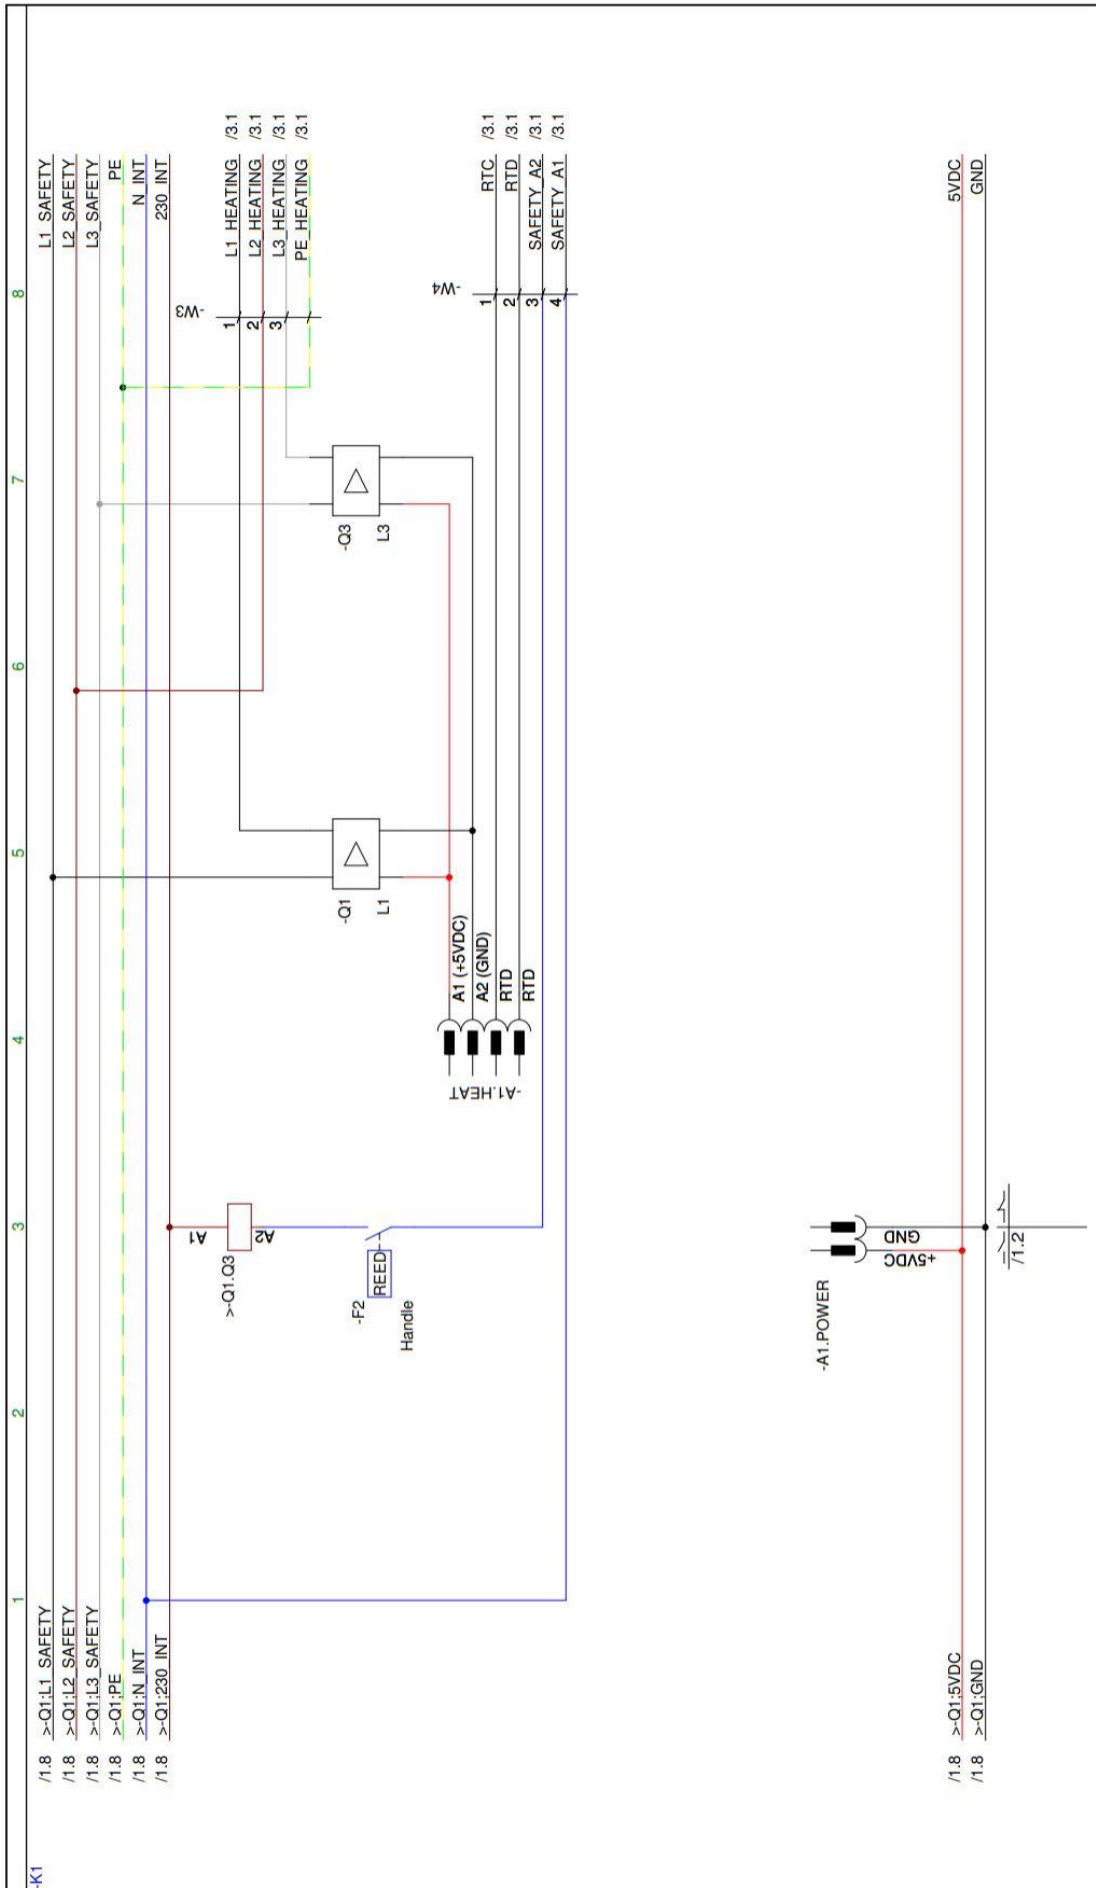 -K1
1 2 3 4 5 6 7 8
/1.8 >-Q1:L1_SAFETY
L1_SAFETY
/1.8 >-Q1:L2_SAFETY
L2_SAFETY
/1.8 >-Q1:L3_SAFETY
L3_SAFETY
/1.8 >-Q1:PE
PE
/1.8 >-Q1:N_INT
N_INT
/1.8 >-Q1:230_INT
230_INT
-W3
1
L1_HEATING /3.1
2
L2_HEATING /3.1
3
L3_HEATING /3.1
PE_HEATING /3.1
A1
>-Q1.Q3
A2
-F2
REED
Handle
-Q1
L1
-Q3
L3
-A1.HEAT
A1 (+5VDC)
A2 (GND)
RTD
RTD
-W4
1
RTC /3.1
2
RTD /3.1
3
SAFETY_A2 /3.1
4
SAFETY_A1 /3.1
-A1.POWER
+5VDC
GND
/1.8 >-Q1:5VDC
5VDC
/1.8 >-Q1:GND
GND
/1.2